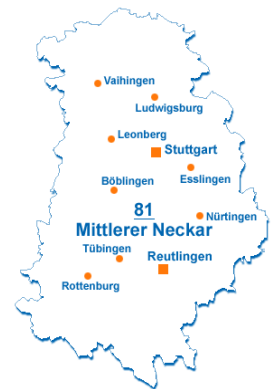 Vaihingen
Ludwigsburg
Leonberg
Stuttgart
Esslingen
Böblingen
81
Nürtingen
Mittlerer Neckar
Tübingen
Reutlingen
Rottenburg